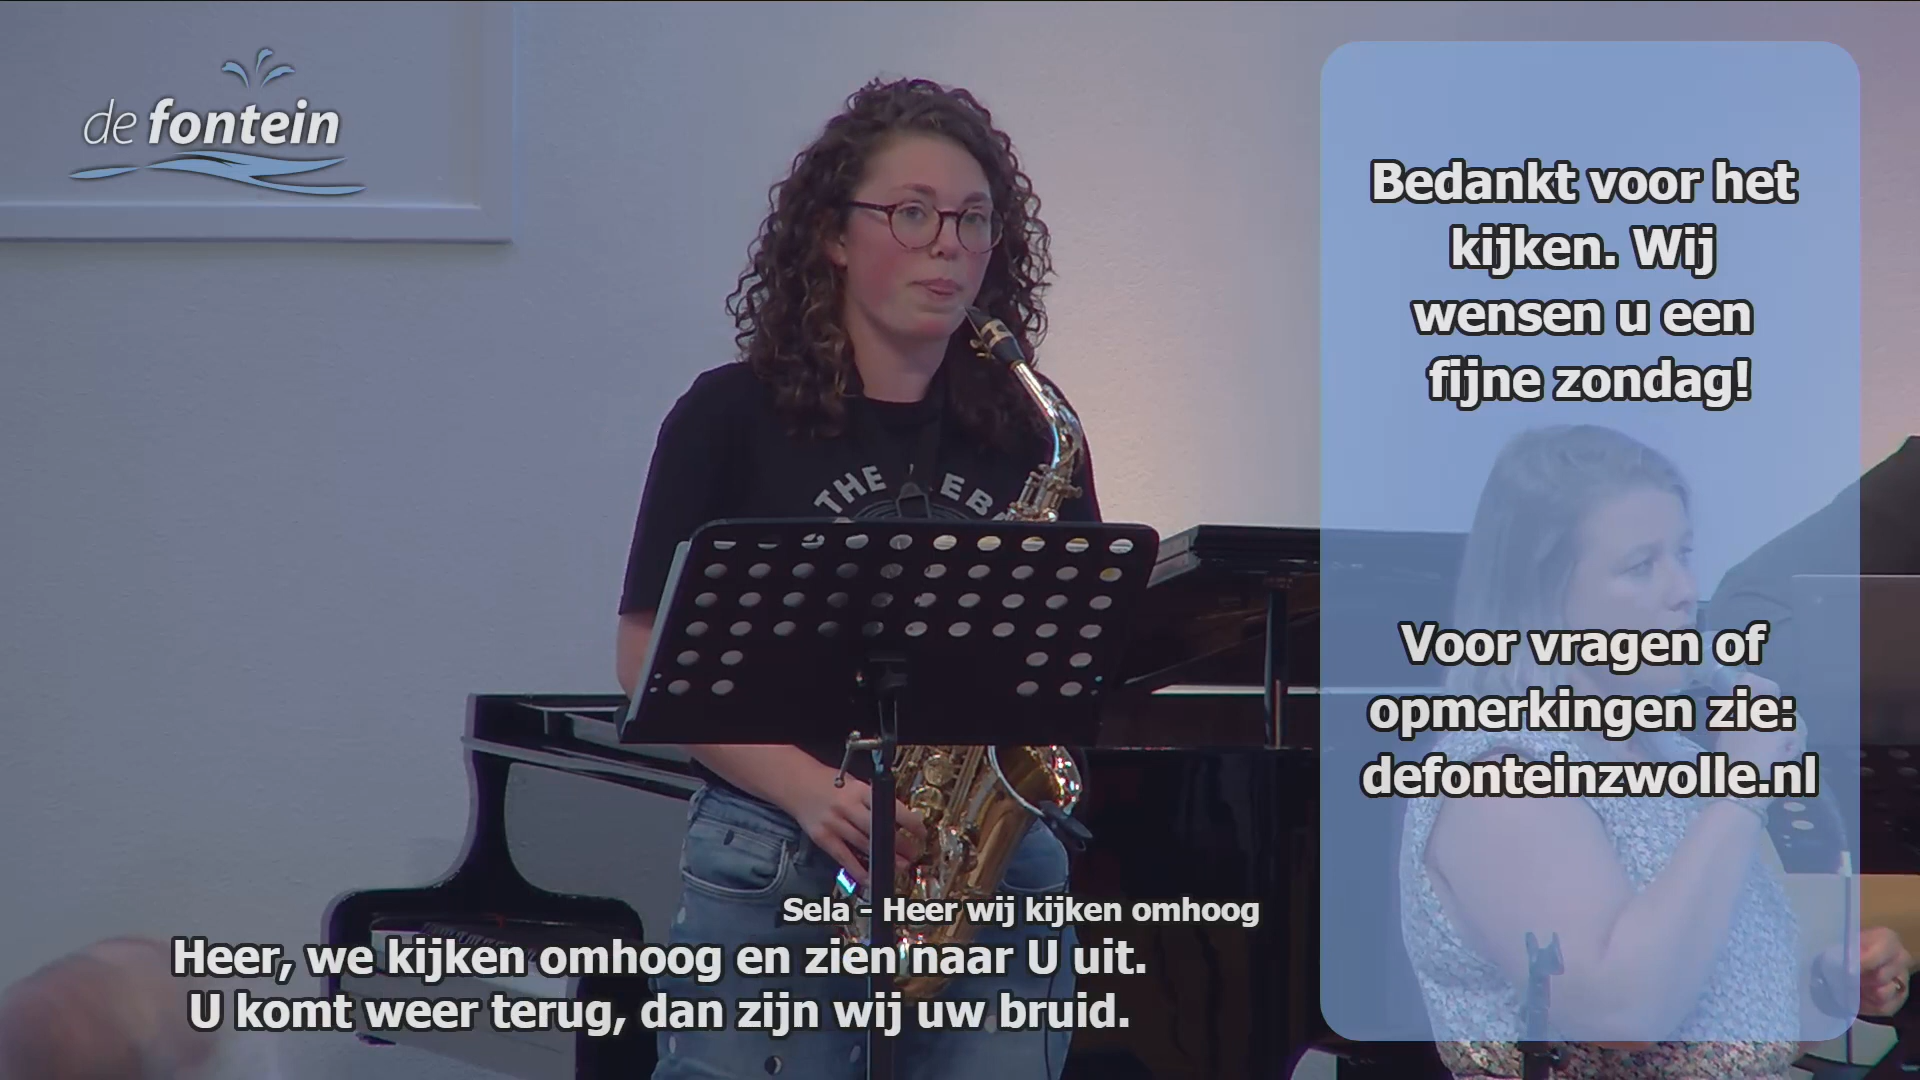 de fontein
Bedankt voor het
kijken. Wij
wensen u een
fijne zondag!
THE
Voor vragen of
opmerkingen zie:
defonteinzwolle.nl
Sela - Heer wij kijken omhoog
Heer, we kijken omhoog en zien naar U uit.
U komt weer terug, dan zijn wij uw bruid.